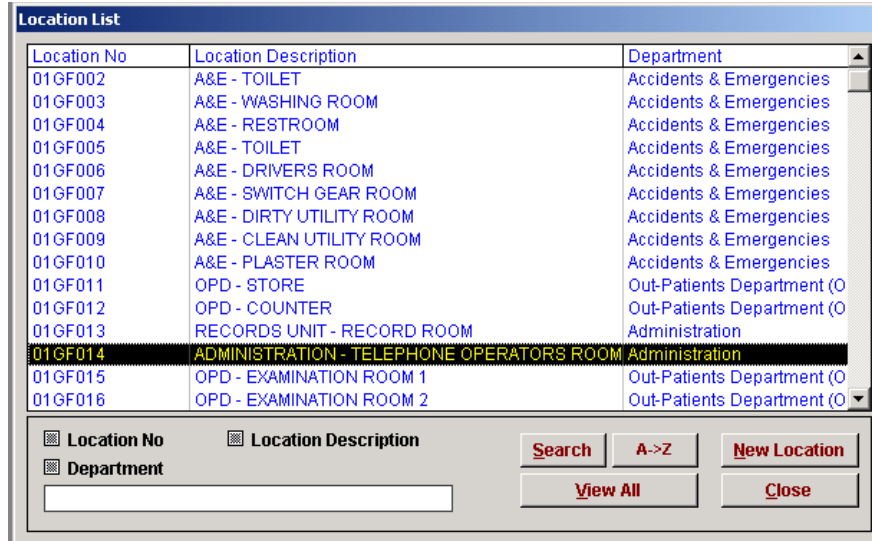 Location List
Location No Location Description Department
01GF002 A&E - TOILET Accidents & Emergencies
01GF003 A&E - WASHING ROOM Accidents & Emergencies
01GF004 A&E - RESTROOM Accidents & Emergencies
01GF005 A&E - TOILET Accidents & Emergencies
01GF006 A&E - DRIVERS ROOM Accidents & Emergencies
01GF007 A&E - SWITCH GEAR ROOM Accidents & Emergencies
01GF008 A&E - DIRTY UTILITY ROOM Accidents & Emergencies
01GF009 A&E - CLEAN UTILITY ROOM Accidents & Emergencies
01GF010 A&E - PLASTER ROOM Accidents & Emergencies
01GF011 OPD - STORE Out-Patients Department (O
01GF012 OPD - COUNTER Out-Patients Department (O
01GF013 RECORDS UNIT - RECORD ROOM Administration
01GF014 ADMINISTRATION - TELEPHONE OPERATORS ROOM Administration
01GF015 OPD - EXAMINATION ROOM 1 Out-Patients Department (O
01GF016 OPD - EXAMINATION ROOM 2 Out-Patients Department (O
Location No Location Description
Department
Search A->Z New Location
View All Close